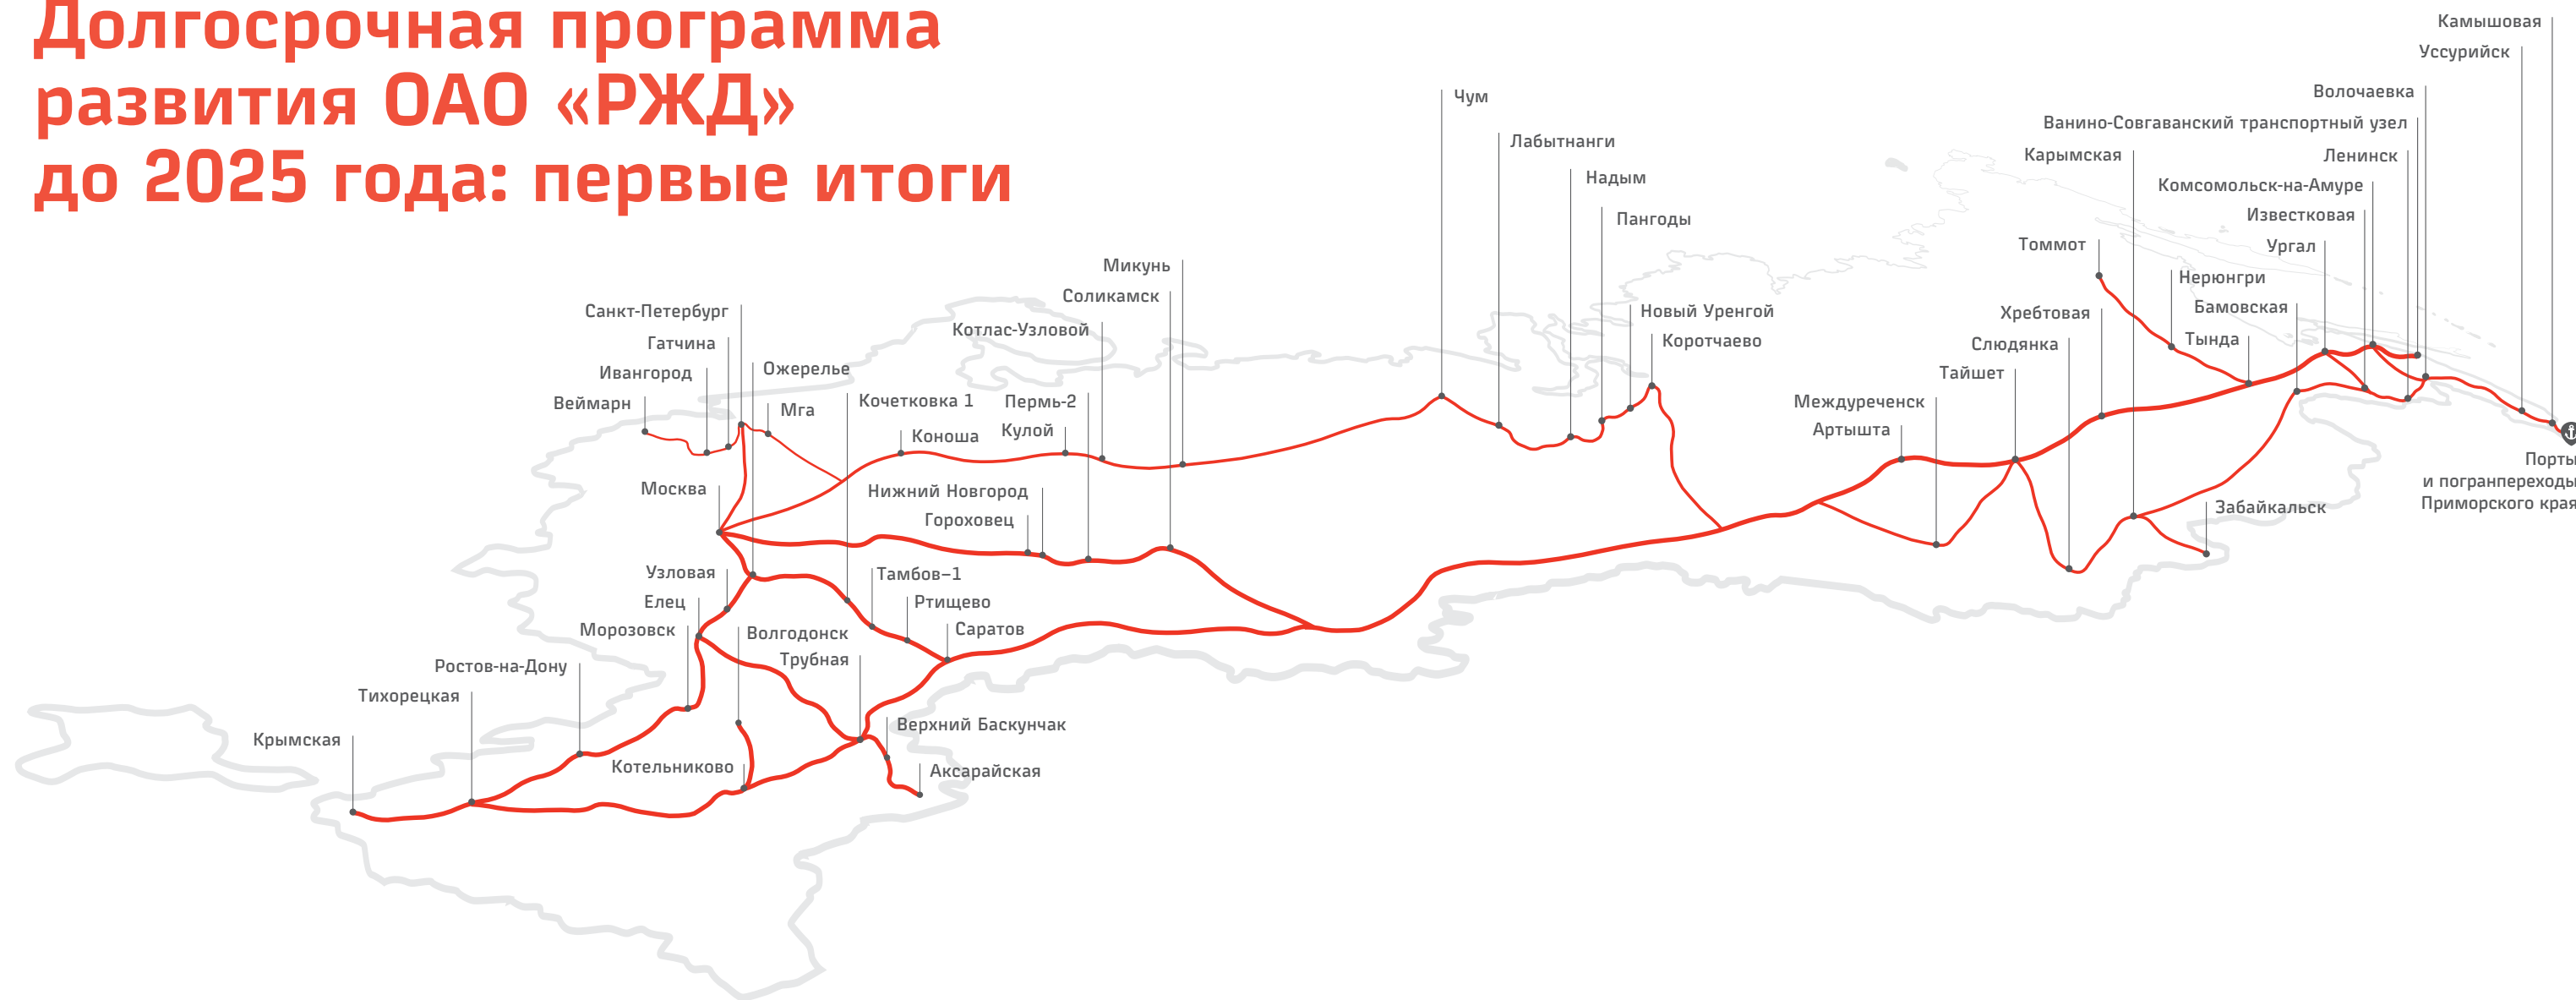 Долгосрочная программа
развития ОАО «РЖД»
до 2025 года: первые итоги
Камышовая
Уссурийск
Волочаевка
Чум
Ванино-Совгаванский транспортный узел
Лабытнанги
Карымская
Ленинск
Надым
Комсомольск-на-Амуре
Пангоды
Известковая
Томмот
Ургал
Микунь
Нерюнгри
Соликамск
Бамовская
Санкт-Петербург
Новый Уренгой
Хребтовая
Котлас-Узловой
Тында
Гатчина
Коротчаево
Слюдянка
Ожерелье
Ивангород
Тайшет
Веймарн
Мга
Кочетковка 1
Пермь-2
Междуреченск
Коноша
Кулой
Артышта
Порты
и погранпереходы
Приморского края
Москва
Нижний Новгород
Гороховец
Забайкальск
Узловая
Тамбов–1
Елец
Ртищево
Морозовск
Волгодонск
Саратов
Ростов-на-Дону
Трубная
Тихорецкая
Верхний Баскунчак
Крымская
Котельниково
Аксарайская